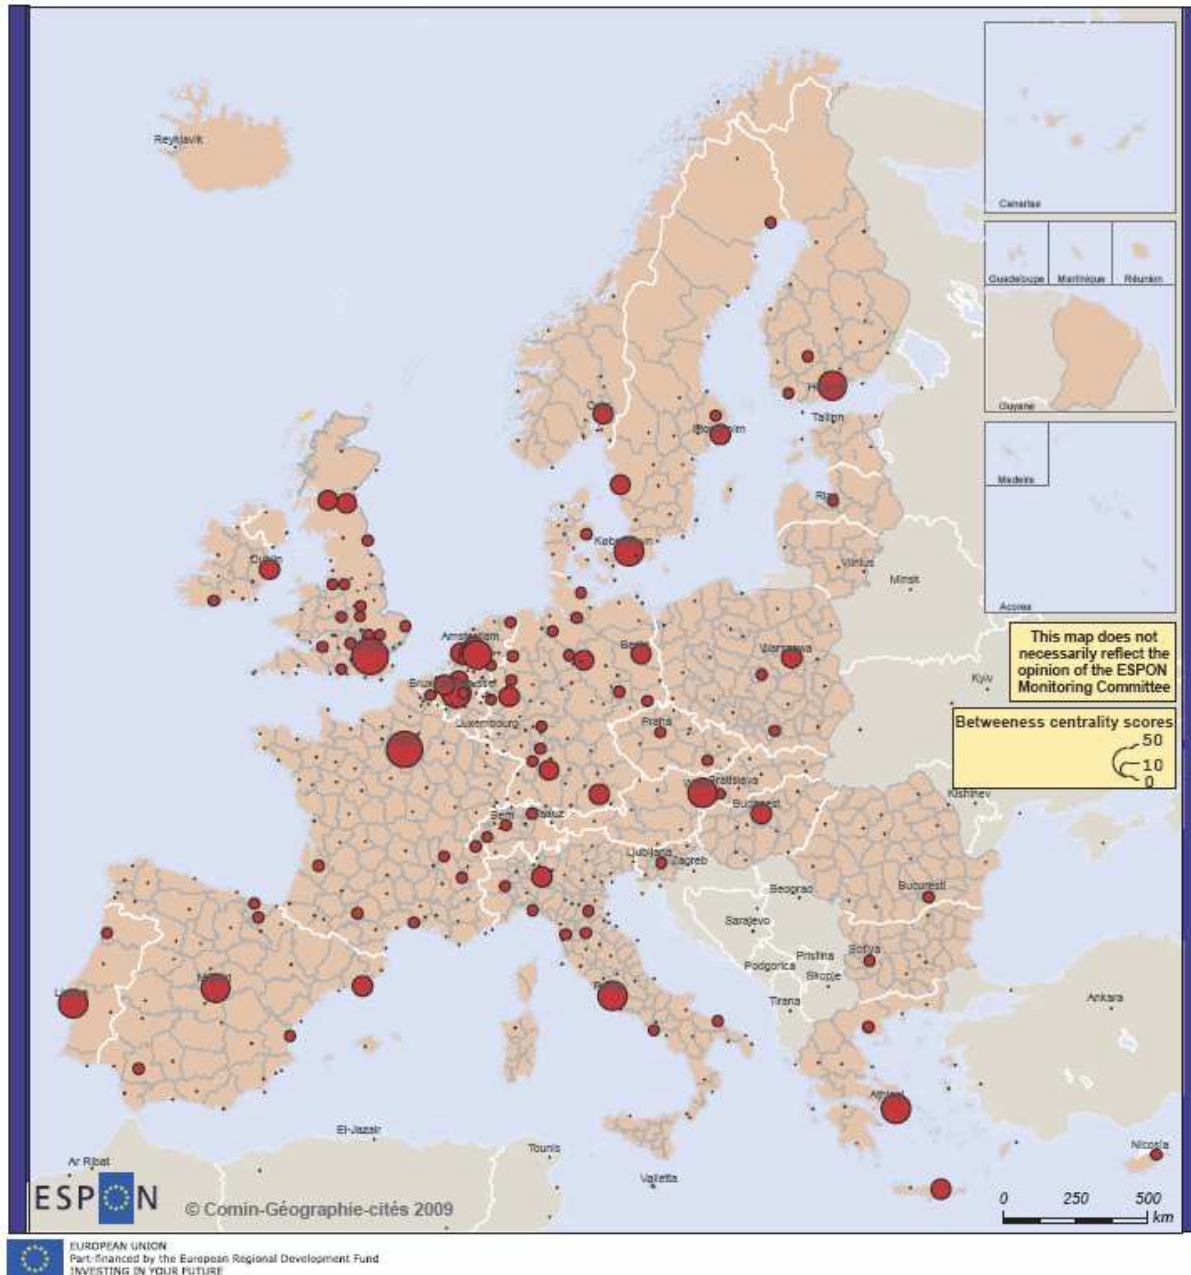 Reykjavik
Canarias
Guadeloupe Martinique Réunion
Guyane
Madeira
Acores
This map does not
necessarily reflect the
opinion of the ESPON
Monitoring Committee
Betweeness centrality scores
50
10
0
Tallinn
Riga
Vilnius
Minsk
Dublin
København
Amsterdam
Berlin
Warszawa
Kyiv
Luxembourg
Praha
Bratislava
Budapest
Kishinev
Bern
Vaduz
Ljubljana
Zagreb
Beograd
Bucuresti
Sarajevo
Sofiya
Pristina
Podgorica
Skopje
Tirana
Ankara
El-Jazair
Tounis
Ar Ribat
Valletta
Nicosia
0 250 500
km
ESPON
© Comin-Géographie-cités 2009
EUROPEAN UNION
Part-financed by the European Regional Development Fund
INVESTING IN YOUR FUTURE